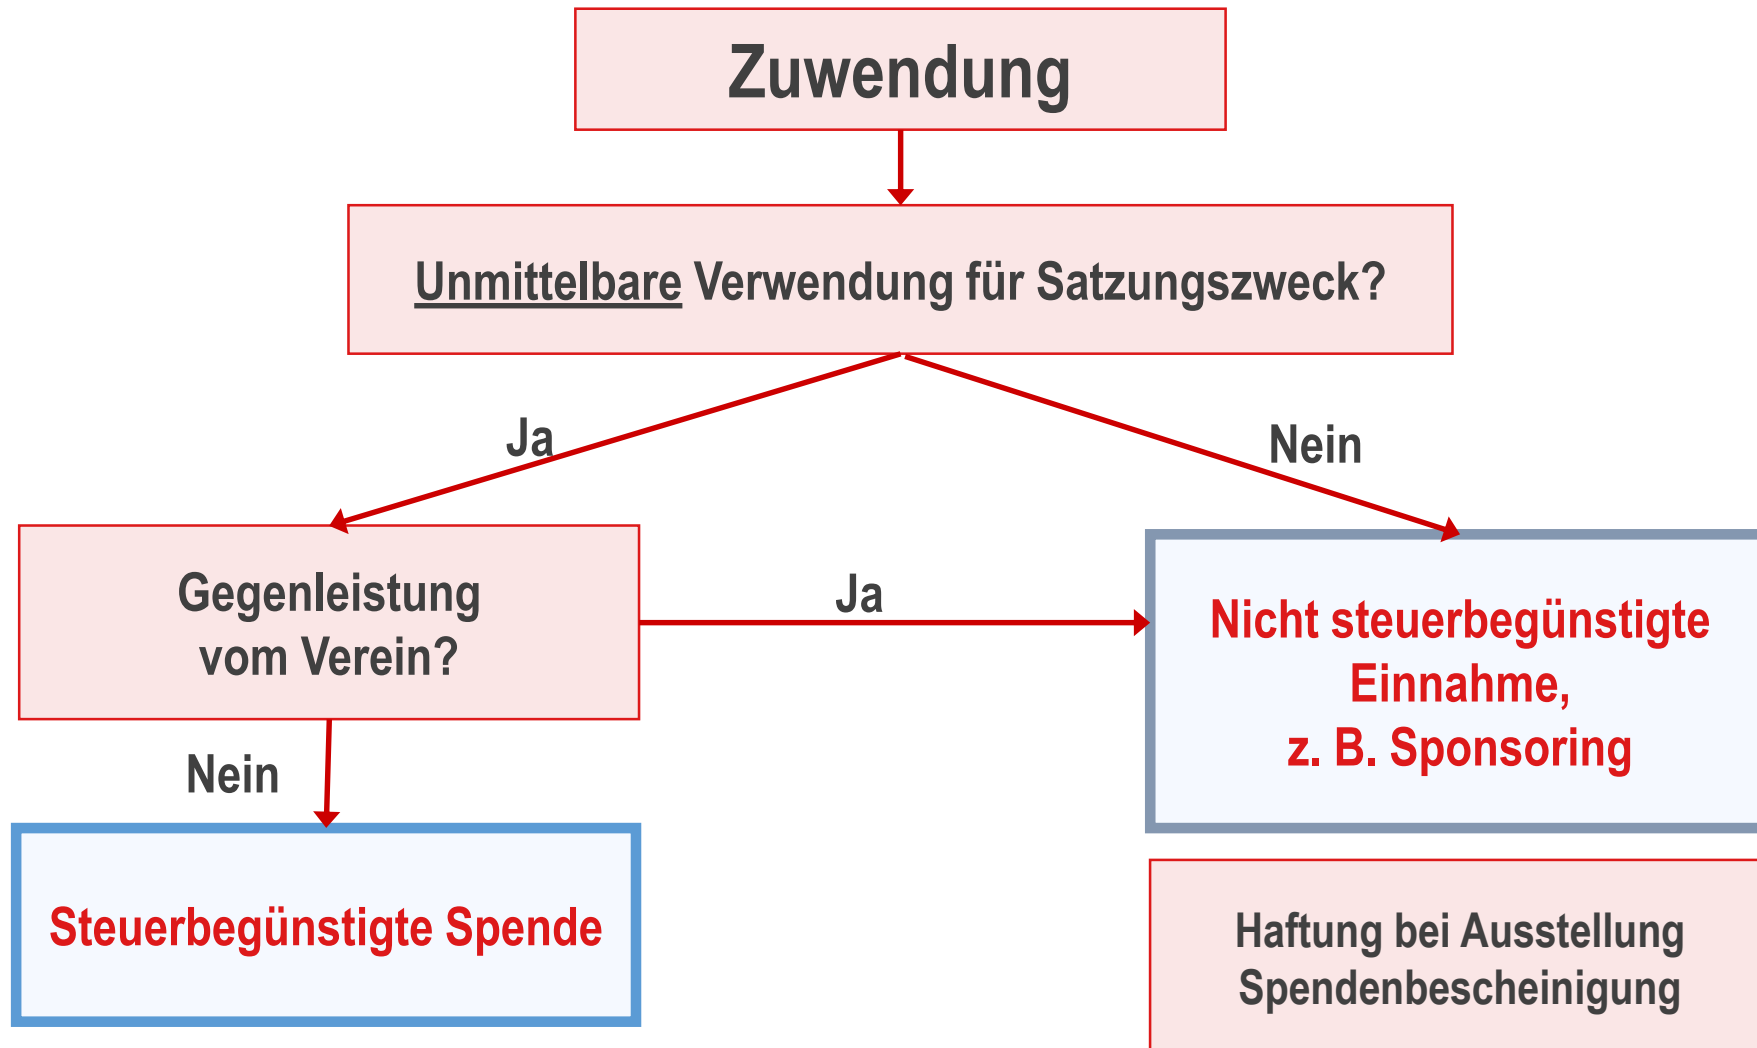 Zuwendung
Unmittelbare Verwendung für Satzungszweck?
Ja
Nein
Gegenleistung
vom Verein?
Ja
Nicht steuerbegünstigte
Einnahme,
z. B. Sponsoring
Nein
Steuerbegünstigte Spende
Haftung bei Ausstellung
Spendenbescheinigung